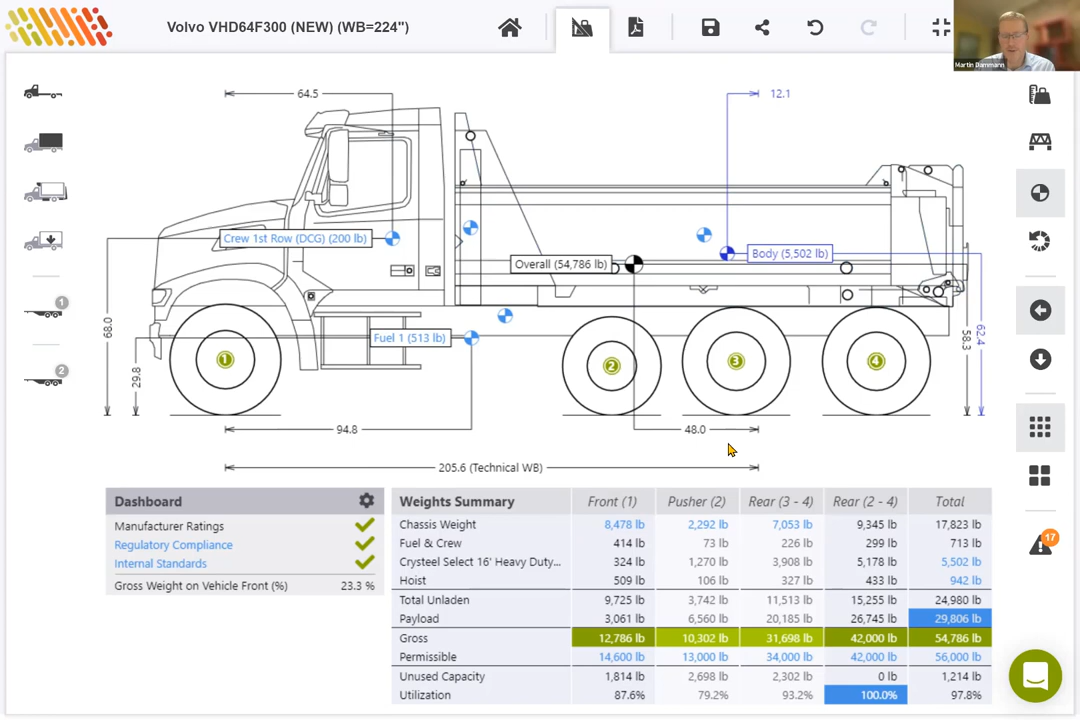 Volvo VHD64F300 (NEW) (WB=224")
Martin Dammann
64.5
12.1
Crew 1st Row (DCG) (200 lb)
Body (5,502 lb)
Overall (54,786 lb)
68.0
Fuel 1 (513 lb)
58.3
62.4
29.8
1
2
3
4
1
2
94.8
48.0
205.6 (Technical WB)
17
Dashboard
Manufacturer Ratings
Regulatory Compliance
Internal Standards
Gross Weight on Vehicle Front (%) 23.3 %
Weights Summary Front (1) Pusher (2) Rear (3 - 4) Rear (2 - 4) Total
Chassis Weight 8,478 lb 2,292 lb 7,053 lb 9,345 lb 17,823 lb
Fuel & Crew 414 lb 73 lb 226 lb 299 lb 713 lb
Crysteel Select 16' Heavy Duty... 324 lb 1,270 lb 3,908 lb 5,178 lb 5,502 lb
Hoist 509 lb 106 lb 327 lb 433 lb 942 lb
Total Unladen 9,725 lb 3,742 lb 11,513 lb 15,255 lb 24,980 lb
Payload 3,061 lb 6,560 lb 20,185 lb 26,745 lb 29,806 lb
Gross 12,786 lb 10,302 lb 31,698 lb 42,000 lb 54,786 lb
Permissible 14,600 lb 13,000 lb 34,000 lb 42,000 lb 56,000 lb
Unused Capacity 1,814 lb 2,698 lb 2,302 lb 0 lb 1,214 lb
Utilization 87.6% 79.2% 93.2% 100.0% 97.8%